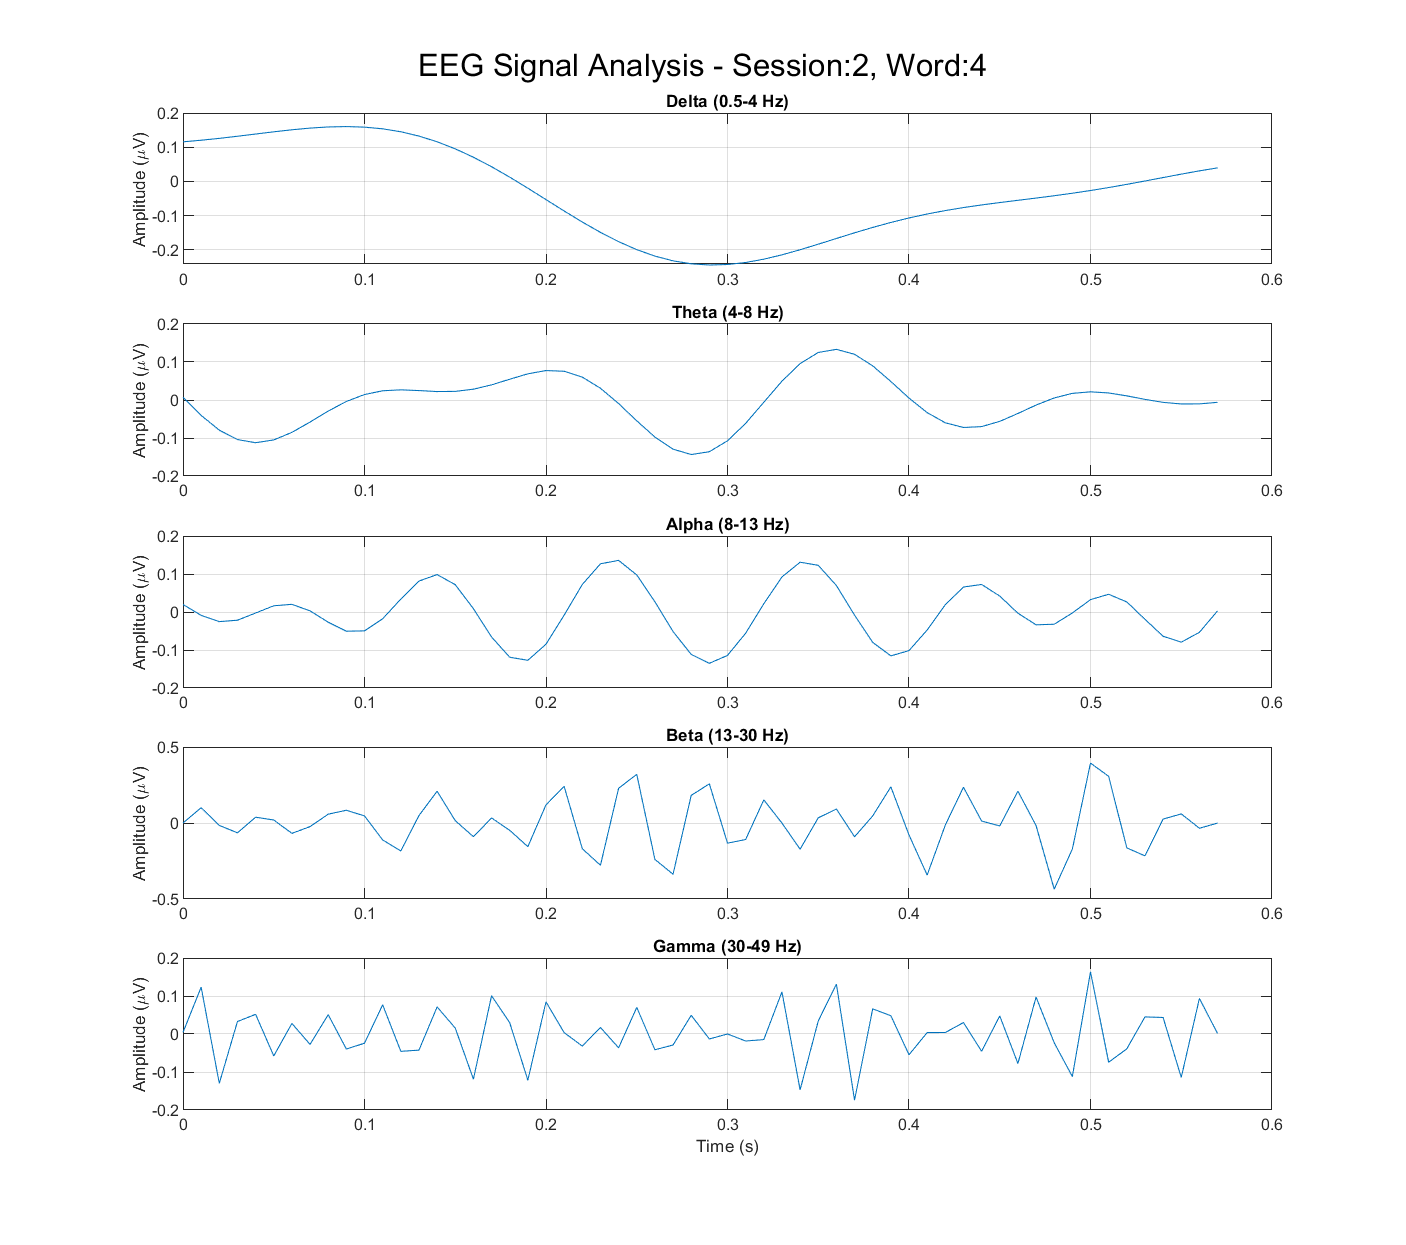 EEG Signal Analysis - Session:2, Word:4
Delta (0.5-4 Hz)
Amplitude (μV)
0.2
0.1
0
-0.1
-0.2
0 0.1 0.2 0.3 0.4 0.5 0.6
Theta (4-8 Hz)
Amplitude (μV)
0.2
0.1
0
-0.1
-0.2
0 0.1 0.2 0.3 0.4 0.5 0.6
Alpha (8-13 Hz)
Amplitude (μV)
0.2
0.1
0
-0.1
-0.2
0 0.1 0.2 0.3 0.4 0.5 0.6
Beta (13-30 Hz)
Amplitude (μV)
0.5
0
-0.5
0 0.1 0.2 0.3 0.4 0.5 0.6
Gamma (30-49 Hz)
Amplitude (μV)
0.2
0.1
0
-0.1
-0.2
0 0.1 0.2 0.3 0.4 0.5 0.6
Time (s)